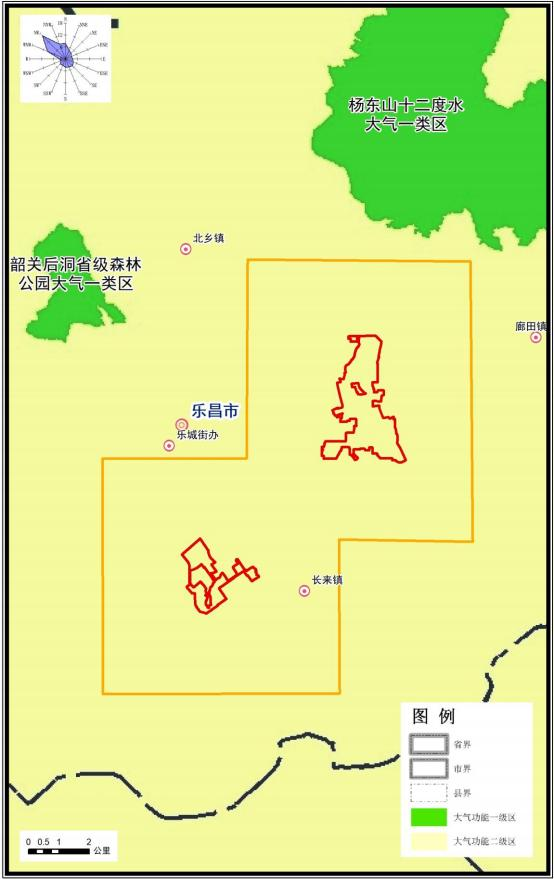 杨东山十二度水
大气一类区
北乡镇
韶关后洞省级森林
公园大气一类区
廊田镇
乐昌市
乐城街办
长来镇
图 例
省界
市界
县界
大气功能一级区
大气功能二级区
0 0.5 1 2
公里